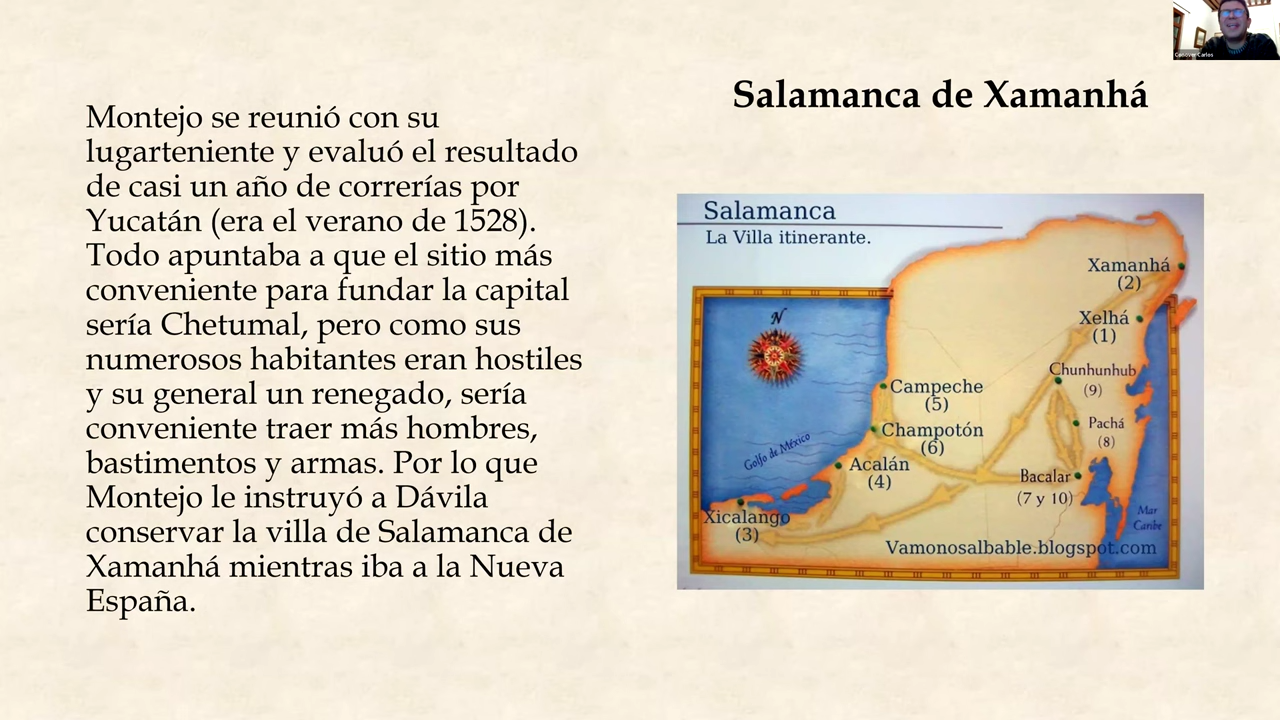 Conover Carlos
Salamanca de Xamanhá
Montejo se reunió con su
lugarteniente y evaluó el resultado
de casi un año de correrías por
Yucatán (era el verano de 1528).
Todo apuntaba a que el sitio más
conveniente para fundar la capital
sería Chetumal, pero como sus
numerosos habitantes eran hostiles
y su general un renegado, sería
conveniente traer más hombres,
bastimentos y armas. Por lo que
Montejo le instruyó a Dávila
conservar la villa de Salamanca de
Xamanhá mientras iba a la Nueva
España.
Salamanca
La Villa itinerante.
N
Xamanhá
(2)
Xelhá
(1)
Chunhunhub
(9)
Campeche
(5)
Pachá
(8)
Champotón
(6)
Golfo de México
Acalán
(4)
Bacalar
(7 y 10)
Xicalango
(3)
Mar
Caribe
Vamonosalbable.blogspot.com